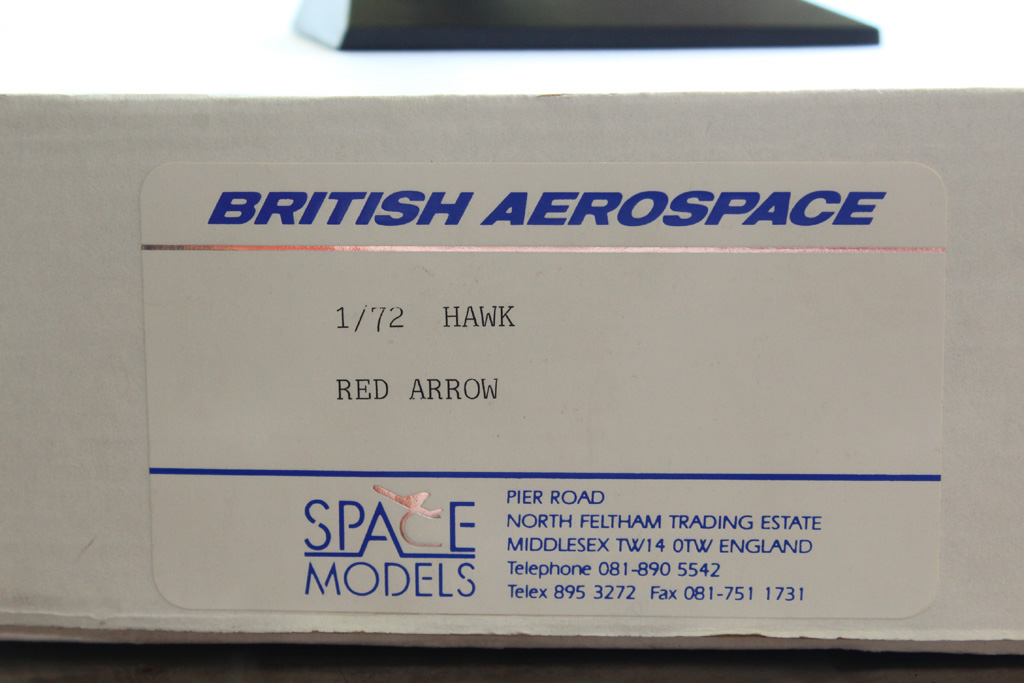 BRITISH AEROSPACE
1/72 HAWK
RED ARROW
SPACE
MODELS
PIER ROAD
NORTH FELTHAM TRADING ESTATE
MIDDLESEX TW14 0TW ENGLAND
Telephone 081-890 5542
Telex 895 3272 Fax 081-751 1731